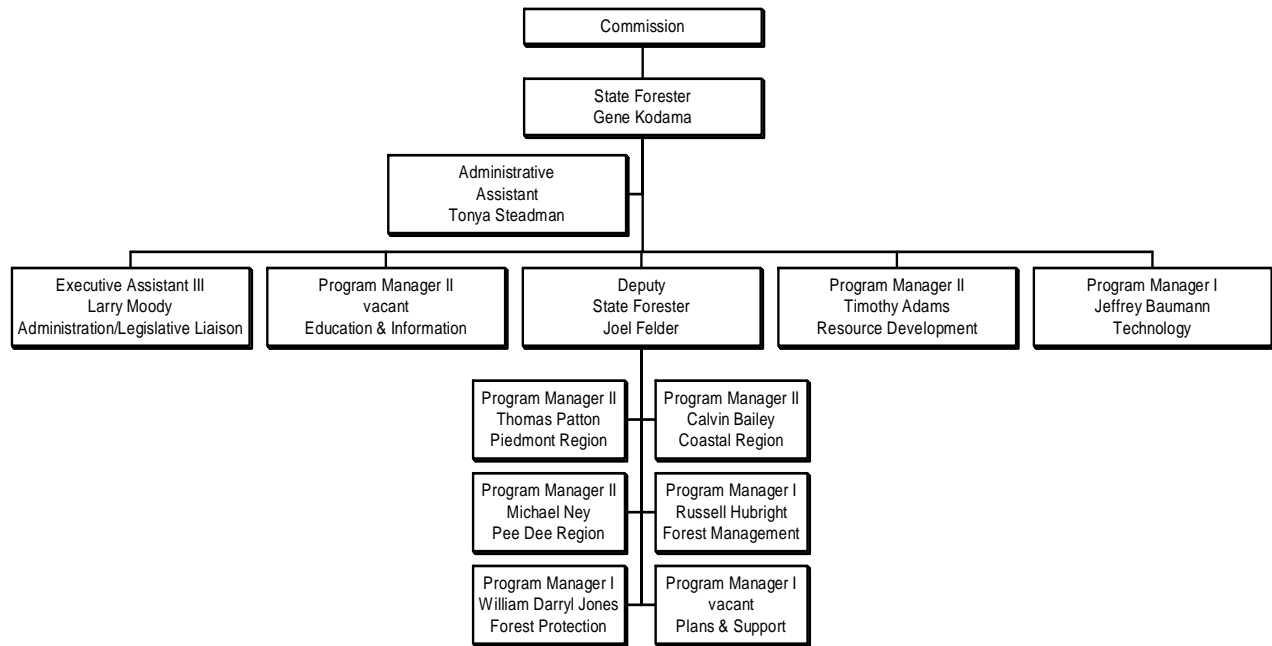 Commission
State Forester
Gene Kodama
Administrative
Assistant
Tonya Steadman
Executive Assistant III
Larry Moody
Administration/Legislative Liaison
Program Manager II
vacant
Education & Information
Deputy
State Forester
Joel Felder
Program Manager II
Timothy Adams
Resource Development
Program Manager I
Jeffrey Baumann
Technology
Program Manager II
Thomas Patton
Piedmont Region
Program Manager II
Calvin Bailey
Coastal Region
Program Manager II
Michael Ney
Pee Dee Region
Program Manager I
Russell Hubright
Forest Management
Program Manager I
William Darryl Jones
Forest Protection
Program Manager I
vacant
Plans & Support